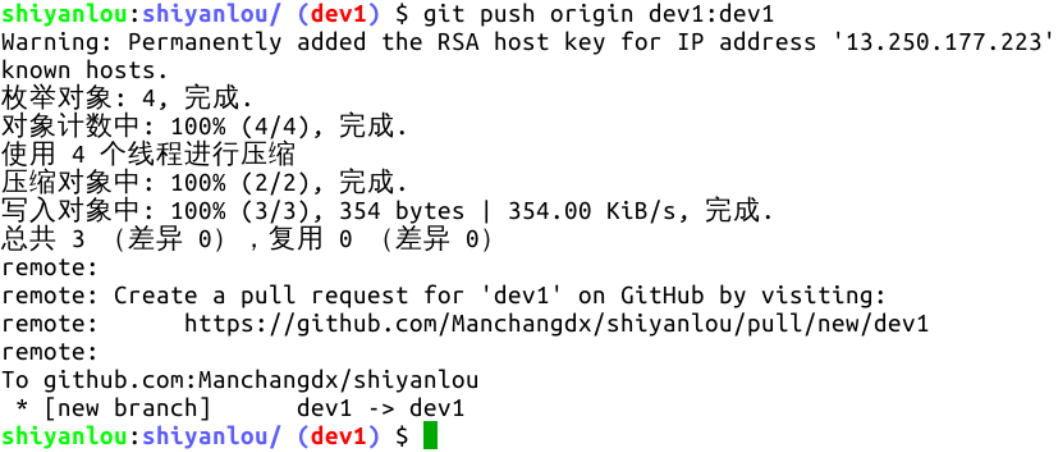 shiyanlou:shiyanlou/ (dev1) $ git push origin dev1:dev1
Warning: Permanently added the RSA host key for IP address '13.250.177.223'
known hosts.
枚举对象: 4, 完成.
对象计数中: 100% (4/4), 完成.
使用 4 个线程进行压缩
压缩对象中: 100% (2/2), 完成.
写入对象中: 100% (3/3), 354 bytes | 354.00 KiB/s, 完成.
总共 3 （差异 0），复用 0 （差异 0）
remote:
remote: Create a pull request for 'dev1' on GitHub by visiting:
remote:      https://github.com/Manchangdx/shiyanlou/pull/new/dev1
remote:
To github.com:Manchangdx/shiyanlou
 * [new branch]      dev1 -> dev1
shiyanlou:shiyanlou/ (dev1) $